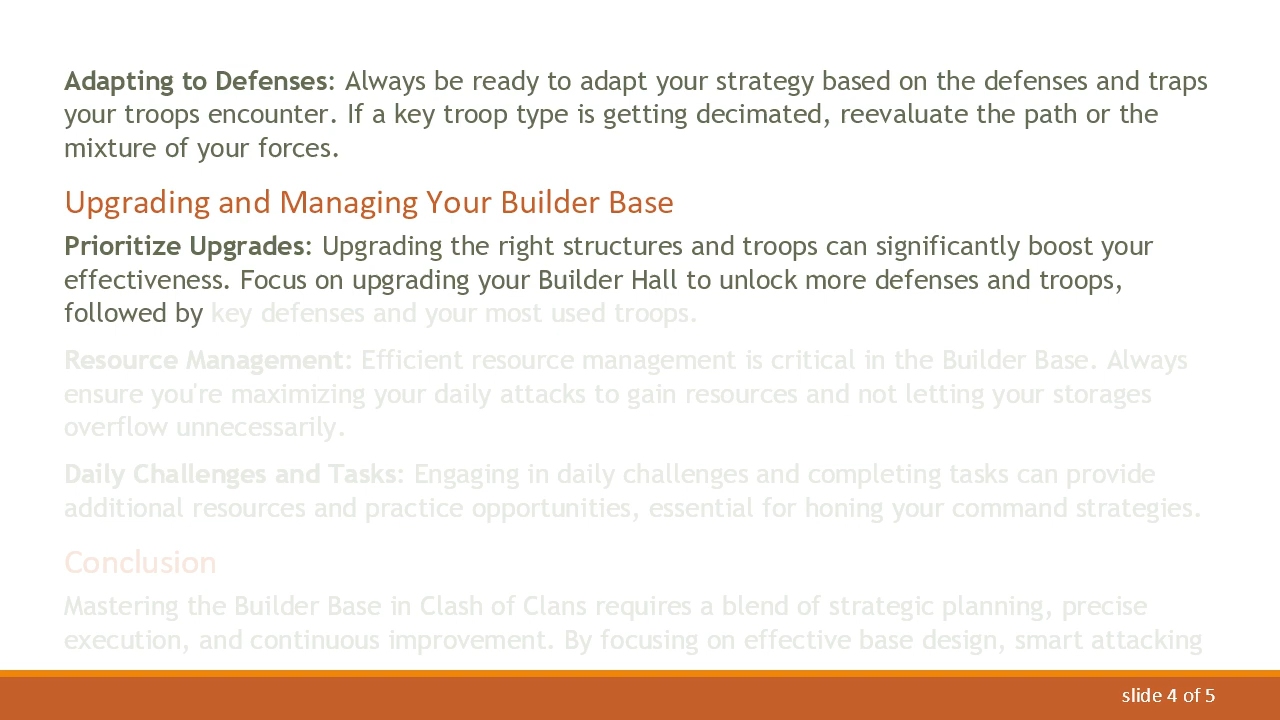 Adapting to Defenses: Always be ready to adapt your strategy based on the defenses and traps
your troops encounter. If a key troop type is getting decimated, reevaluate the path or the
mixture of your forces.
Upgrading and Managing Your Builder Base
Prioritize Upgrades: Upgrading the right structures and troops can significantly boost your
effectiveness. Focus on upgrading your Builder Hall to unlock more defenses and troops,
followed by key defenses and your most used troops.
Resource Management: Efficient resource management is critical in the Builder Base. Always
ensure you're maximizing your daily attacks to gain resources and not letting your storages
overflow unnecessarily.
Daily Challenges and Tasks: Engaging in daily challenges and completing tasks can provide
additional resources and practice opportunities, essential for honing your command strategies.
Conclusion
Mastering the Builder Base in Clash of Clans requires a blend of strategic planning, precise
execution, and continuous improvement. By focusing on effective base design, smart attacking
slide 4 of 5